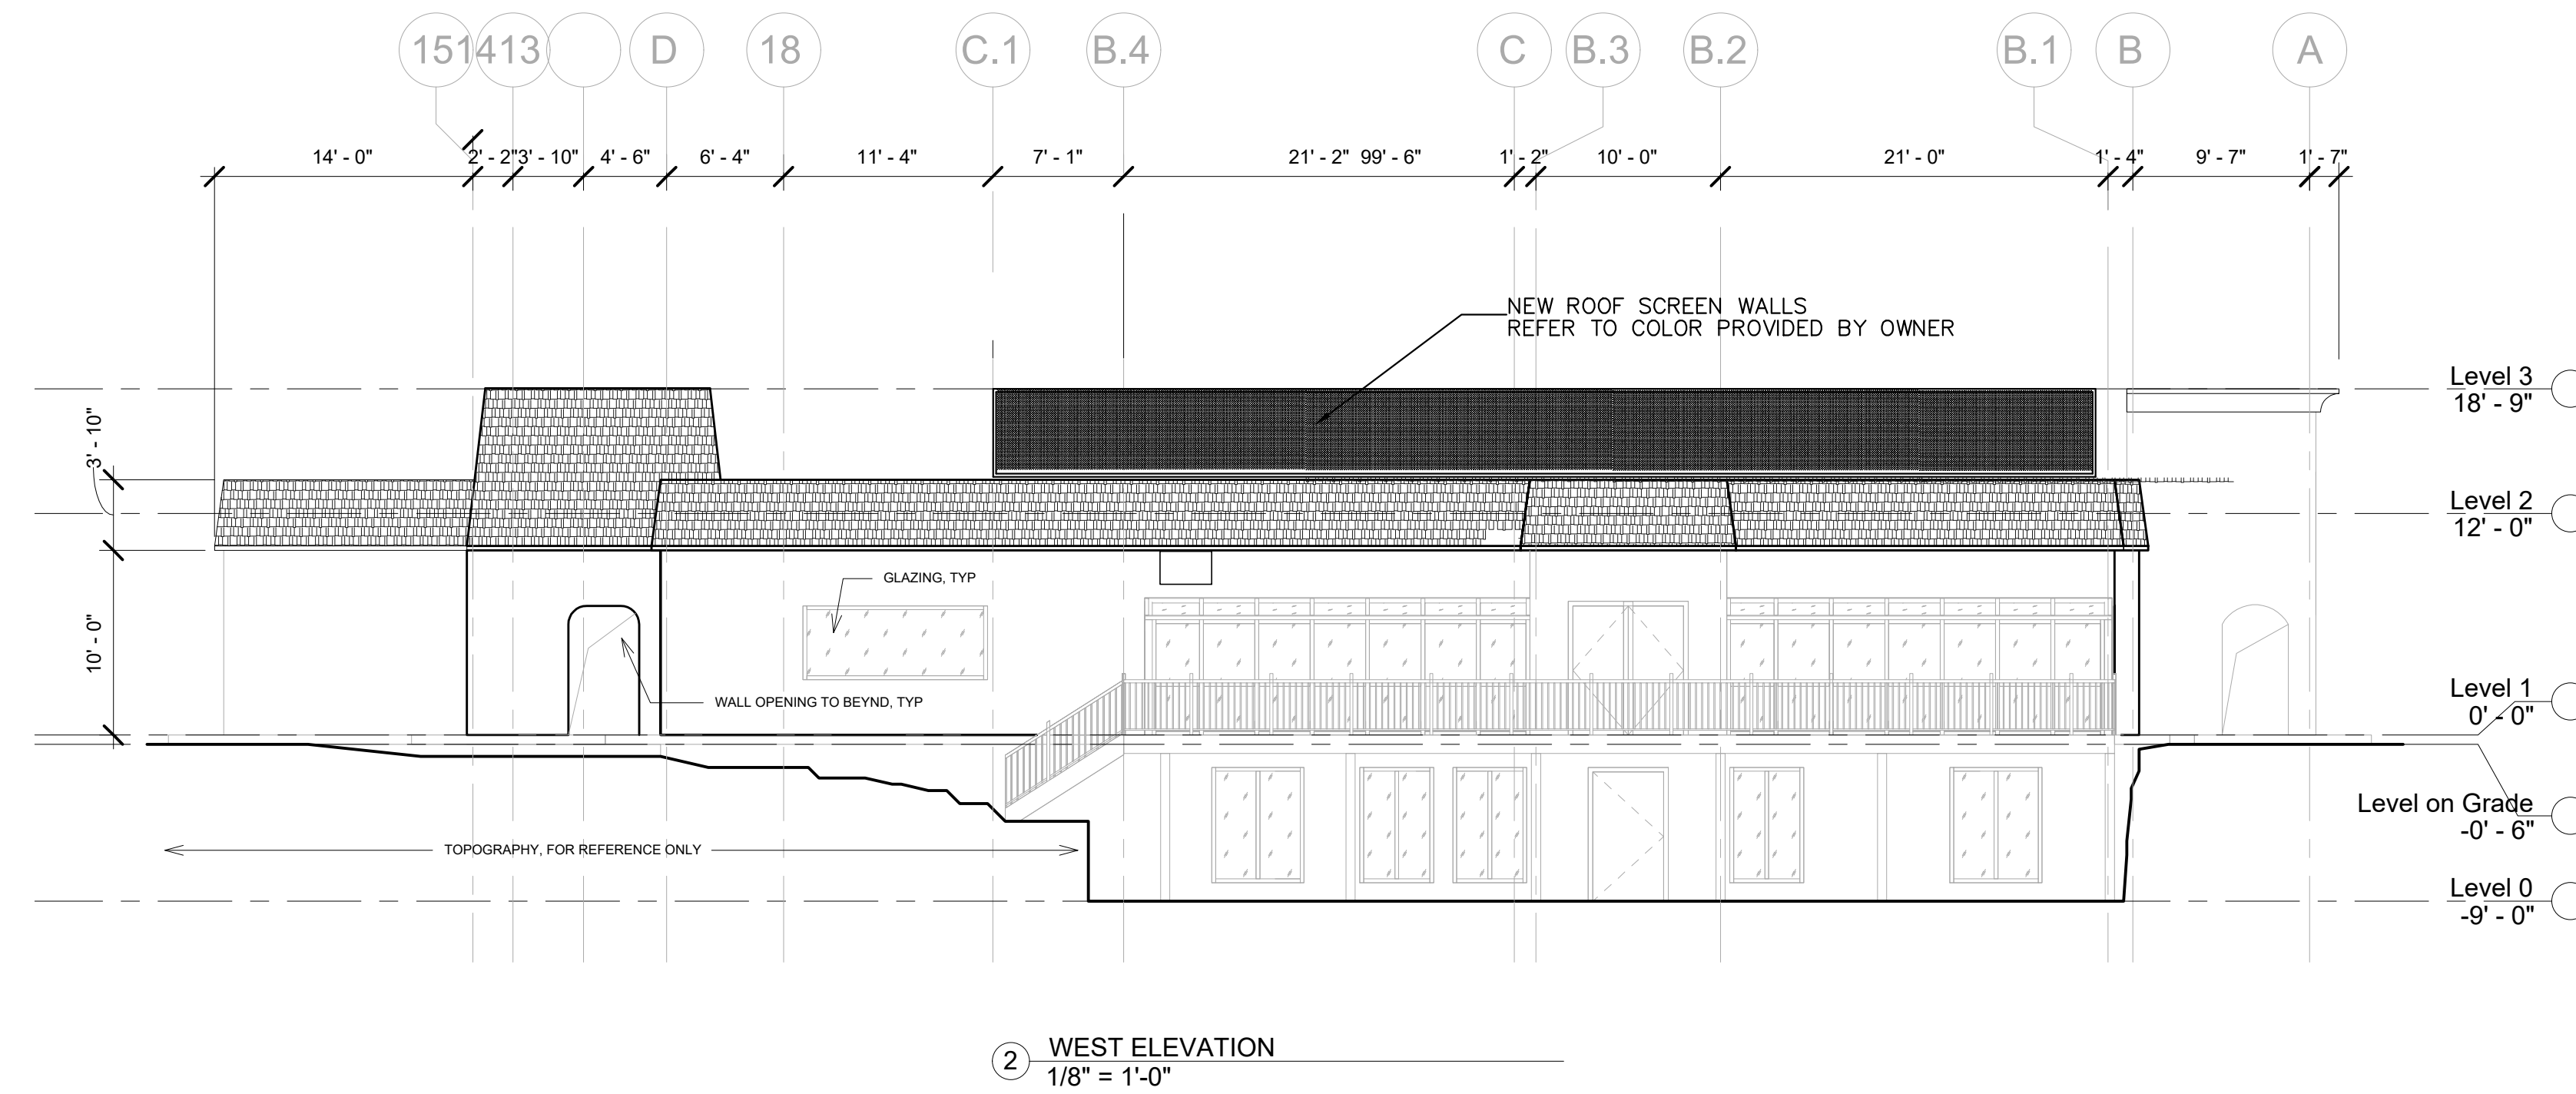 151413 D 18 C.1 B.4 C B.3 B.2 B.1 B A
14' - 0" 2' - 2" 3' - 10" 4' - 6" 6' - 4" 11' - 4" 7' - 1" 21' - 2" 99' - 6" 1' - 2" 10' - 0" 21' - 0" 1' - 4" 9' - 7" 1' - 7"
NEW ROOF SCREEN WALLS
REFER TO COLOR PROVIDED BY OWNER
Level 3
18' - 9"
3' - 10"
Level 2
12' - 0"
GLAZING, TYP
10' - 0"
WALL OPENING TO BEYND, TYP
Level 1
0' - 0"
Level on Grade
-0' - 6"
TOPOGRAPHY, FOR REFERENCE ONLY
Level 0
-9' - 0"
2 WEST ELEVATION
1/8" = 1'-0"